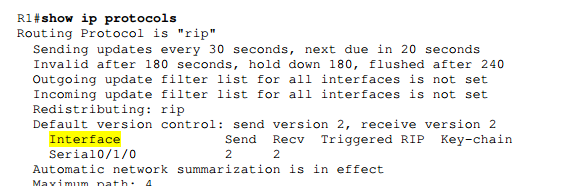 R1#show ip protocols
Routing Protocol is "rip"
Sending updates every 30 seconds, next due in 20 seconds
Invalid after 180 seconds, hold down 180, flushed after 240
Outgoing update filter list for all interfaces is not set
Incoming update filter list for all interfaces is not set
Redistributing: rip
Default version control: send version 2, receive version 2
Interface Send Recv Triggered RIP Key-chain
Serial0/1/0 2 2
Automatic network summarization is in effect
Maximum path: 4